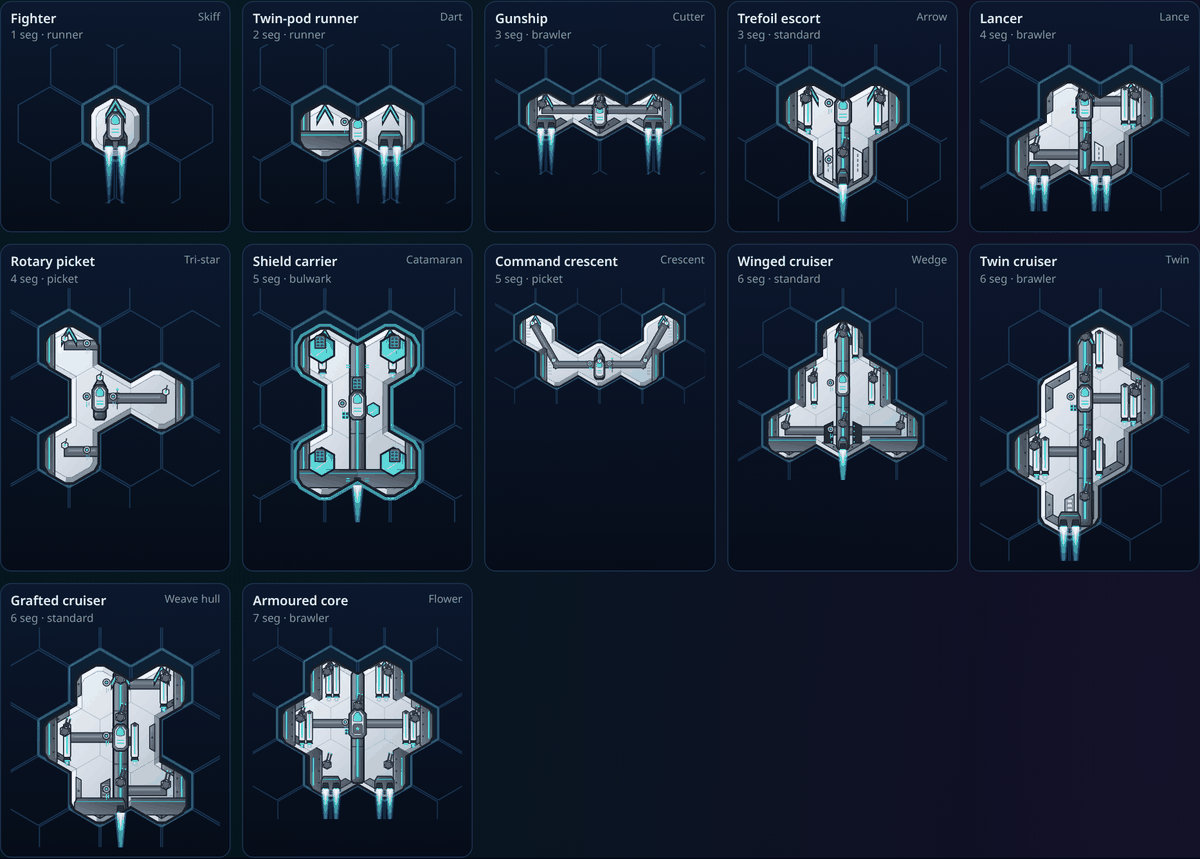 Fighter Skiff
1 seg · runner
Twin-pod runner Dart
2 seg · runner
Gunship Cutter
3 seg · brawler
Trefoil escort Arrow
3 seg · standard
Lancer Lance
4 seg · brawler
Rotary picket Tri-star
4 seg · picket
Shield carrier Catamaran
5 seg · bulwark
Command crescent Crescent
5 seg · picket
Winged cruiser Wedge
6 seg · standard
Twin cruiser Twin
6 seg · brawler
Grafted cruiser Weave hull
6 seg · standard
Armoured core Flower
7 seg · brawler